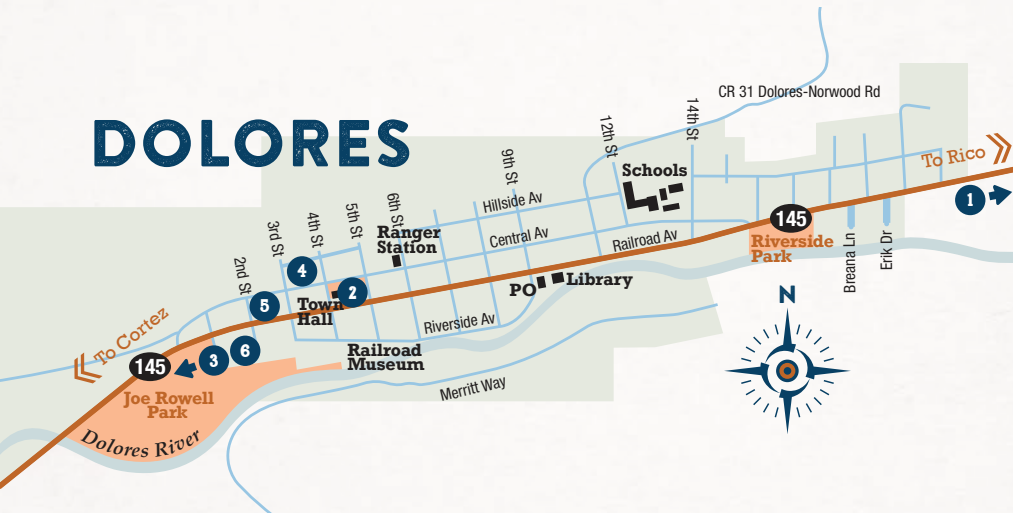 DOLORES
CR 31 Dolores-Norwood Rd
14th St
12th St
9th St
6th St
5th St
4th St
3rd St
2nd St
Schools
To Rico
1
Hillside Av
Central Av
Railroad Av
145
Riverside
Park
Breana Ln
Erik Dr
Ranger
Station
4
2
5
Town
Hall
PO
Library
Riverside Av
N
To Cortez
145
3
6
Railroad
Museum
Merritt Way
Joe Rowell
Park
Dolores River